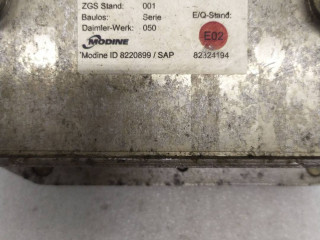 ZGS Stand: 001
Baulos: Serie E/Q-Stand:
Daimler-Werk: 050
MODINE E02
Modine ID 8220899 / SAP 82324194